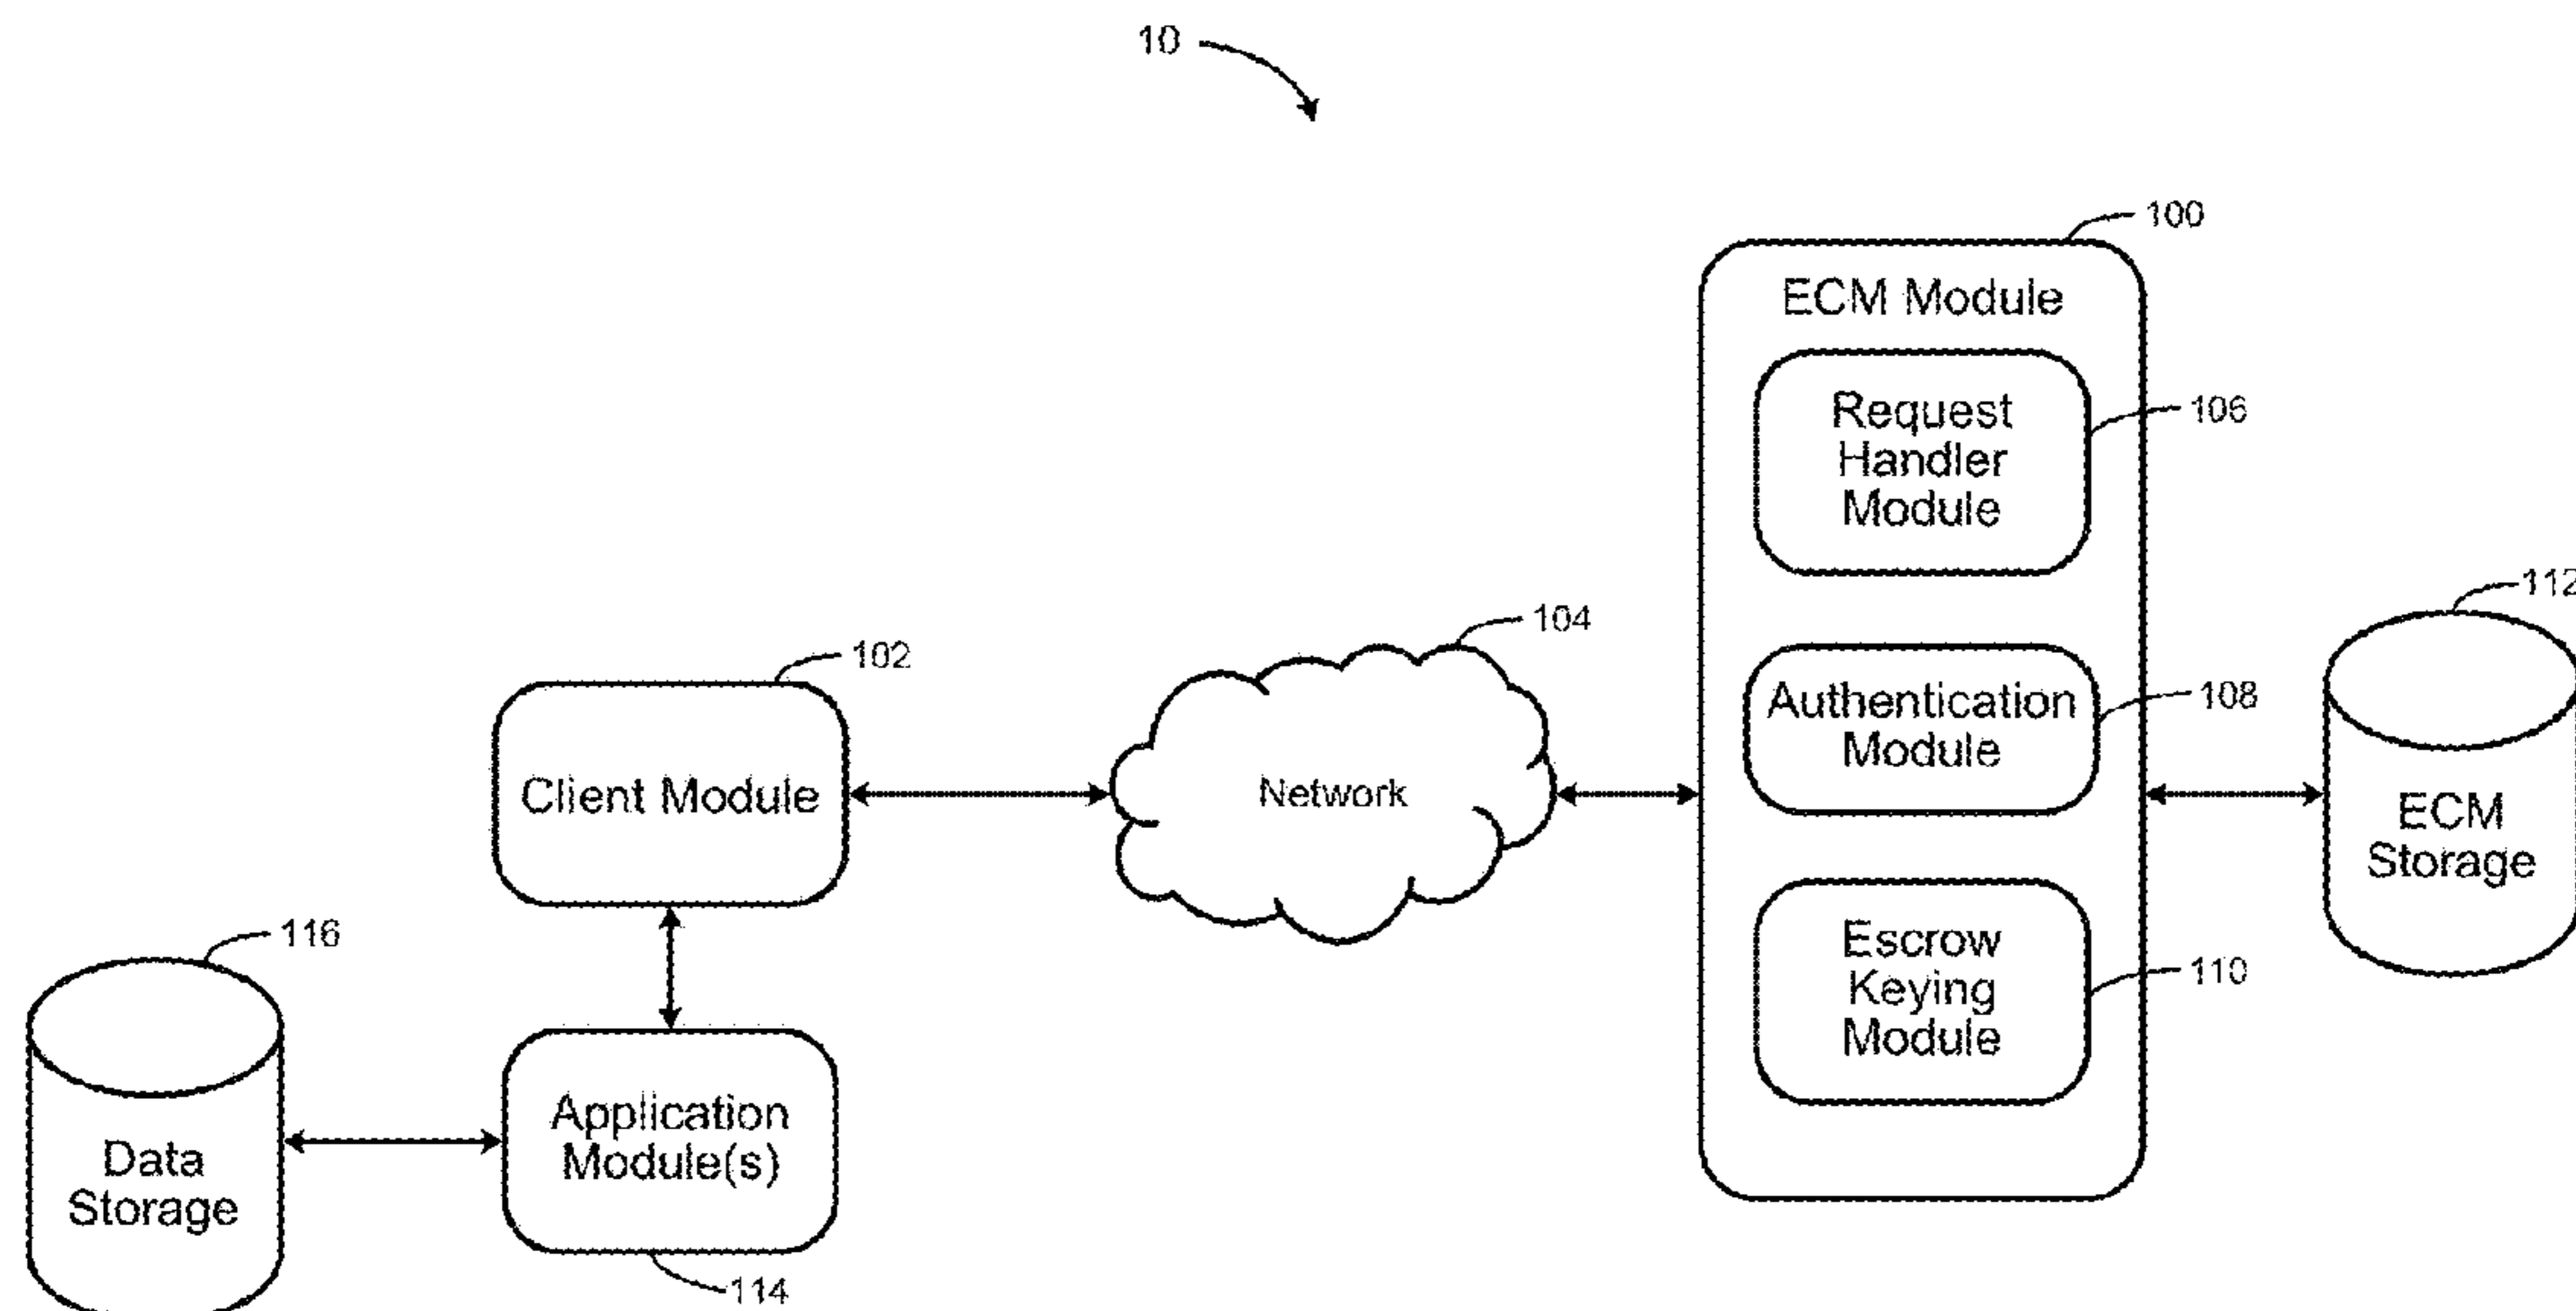 10
100
ECM Module
Request
Handler
Module
106
112
104
102
Authentication
Module
108
Client Module
Network
ECM
Storage
116
Escrow
Keying
Module
110
Application
Module(s)
Data
Storage
114